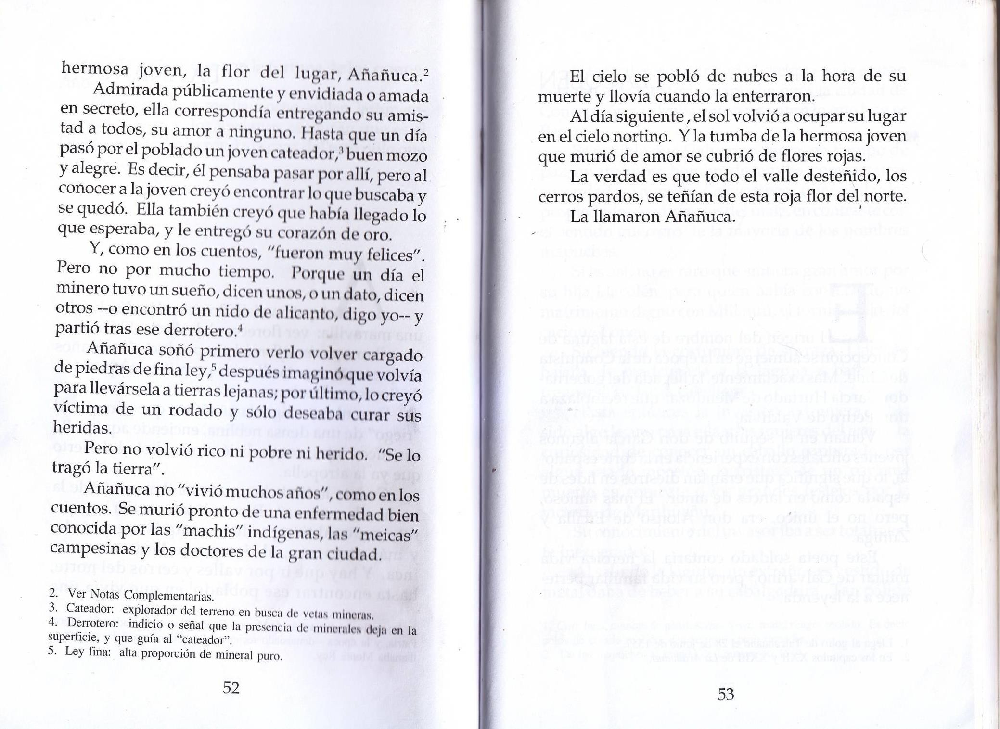 hermosa joven, la flor del lugar, Añañuca.²
Admirada públicamente y envidiada o amada
en secreto, ella correspondía entregando su amis-
tad a todos, su amor a ninguno. Hasta que un día
pasó por el poblado un joven cateador,³ buen mozo
y alegre. Es decir, él pensaba pasar por allí, pero al
conocer a la joven creyó encontrar lo que buscaba y
se quedó. Ella también creyó que había llegado lo
que esperaba, y le entregó su corazón de oro.
Y, como en los cuentos, "fueron muy felices".
Pero no por mucho tiempo. Porque un día el
minero tuvo un sueño, dicen unos, o un dato, dicen
otros --o encontró un nido de alicanto, digo yo-- y
partió tras ese derrotero.⁴
Añañuca soñó primero verlo volver cargado
de piedras de fina ley,⁵ después imaginó que volvía
para llevársela a tierras lejanas; por último, lo creyó
víctima de un rodado y sólo deseaba curar sus
heridas.
Pero no volvió rico ni pobre ni herido. "Se lo
tragó la tierra".
Añañuca no "vivió muchos años", como en los
cuentos. Se murió pronto de una enfermedad bien
conocida por las "machis" indígenas, las "meicas"
campesinas y los doctores de la gran ciudad.
2. Ver Notas Complementarias.
3. Cateador: explorador del terreno en busca de vetas mineras.
4. Derrotero: indicio o señal que la presencia de minerales deja en la
superficie, y que guía al “cateador”.
5. Ley fina: alta proporción de mineral puro.
52
El cielo se pobló de nubes a la hora de su
muerte y llovía cuando la enterraron.
Al día siguiente, el sol volvió a ocupar su lugar
en el cielo nortino. Y la tumba de la hermosa joven
que murió de amor se cubrió de flores rojas.
La verdad es que todo el valle desteñido, los
cerros pardos, se teñían de esta roja flor del norte.
La llamaron Añañuca.
53